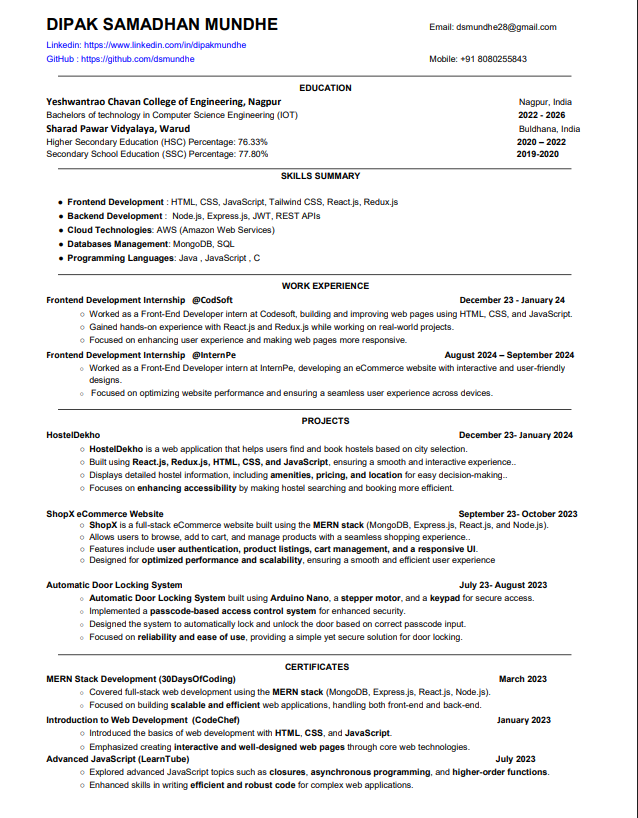 DIPAK SAMADHAN MUNDHE
Email: dsmundhe28@gmail.com
Linkedin: https://www.linkedin.com/in/dipakmundhe
GitHub : https://github.com/dsmundhe
Mobile: +91 8080255843
EDUCATION
Yeshwantrao Chavan College of Engineering, Nagpur Nagpur, India
Bachelors of technology in Computer Science Engineering (IOT) 2022 - 2026
Sharad Pawar Vidyalaya, Warud Buldhana, India
Higher Secondary Education (HSC) Percentage: 76.33% 2020 – 2022
Secondary School Education (SSC) Percentage: 77.80% 2019-2020
SKILLS SUMMARY
● Frontend Development : HTML, CSS, JavaScript, Tailwind CSS, React.js, Redux.js
● Backend Development : Node.js, Express.js, JWT, REST APIs
● Cloud Technologies: AWS (Amazon Web Services)
● Databases Management: MongoDB, SQL
● Programming Languages: Java , JavaScript , C
WORK EXPERIENCE
Frontend Development Internship @CodSoft December 23 - January 24
○ Worked as a Front-End Developer intern at Codesoft, building and improving web pages using HTML, CSS, and JavaScript.
○ Gained hands-on experience with React.js and Redux.js while working on real-world projects.
○ Focused on enhancing user experience and making web pages more responsive.
Frontend Development Internship @InternPe August 2024 – September 2024
○ Worked as a Front-End Developer intern at InternPe, developing an eCommerce website with interactive and user-friendly
designs.
○ Focused on optimizing website performance and ensuring a seamless user experience across devices.
PROJECTS
HostelDekho December 23- January 2024
○ HostelDekho is a web application that helps users find and book hostels based on city selection.
○ Built using React.js, Redux.js, HTML, CSS, and JavaScript, ensuring a smooth and interactive experience..
○ Displays detailed hostel information, including amenities, pricing, and location for easy decision-making..
○ Focuses on enhancing accessibility by making hostel searching and booking more efficient.
ShopX eCommerce Website September 23- October 2023
○ ShopX is a full-stack eCommerce website built using the MERN stack (MongoDB, Express.js, React.js, and Node.js).
○ Allows users to browse, add to cart, and manage products with a seamless shopping experience..
○ Features include user authentication, product listings, cart management, and a responsive UI.
○ Designed for optimized performance and scalability, ensuring a smooth and efficient user experience
Automatic Door Locking System July 23- August 2023
○ Automatic Door Locking System built using Arduino Nano, a stepper motor, and a keypad for secure access.
○ Implemented a passcode-based access control system for enhanced security.
○ Designed the system to automatically lock and unlock the door based on correct passcode input.
○ Focused on reliability and ease of use, providing a simple yet secure solution for door locking.
CERTIFICATES
MERN Stack Development (30DaysOfCoding) March 2023
○ Covered full-stack web development using the MERN stack (MongoDB, Express.js, React.js, Node.js).
○ Focused on building scalable and efficient web applications, handling both front-end and back-end.
Introduction to Web Development (CodeChef) January 2023
○ Introduced the basics of web development with HTML, CSS, and JavaScript.
○ Emphasized creating interactive and well-designed web pages through core web technologies.
Advanced JavaScript (LearnTube) July 2023
○ Explored advanced JavaScript topics such as closures, asynchronous programming, and higher-order functions.
○ Enhanced skills in writing efficient and robust code for complex web applications.